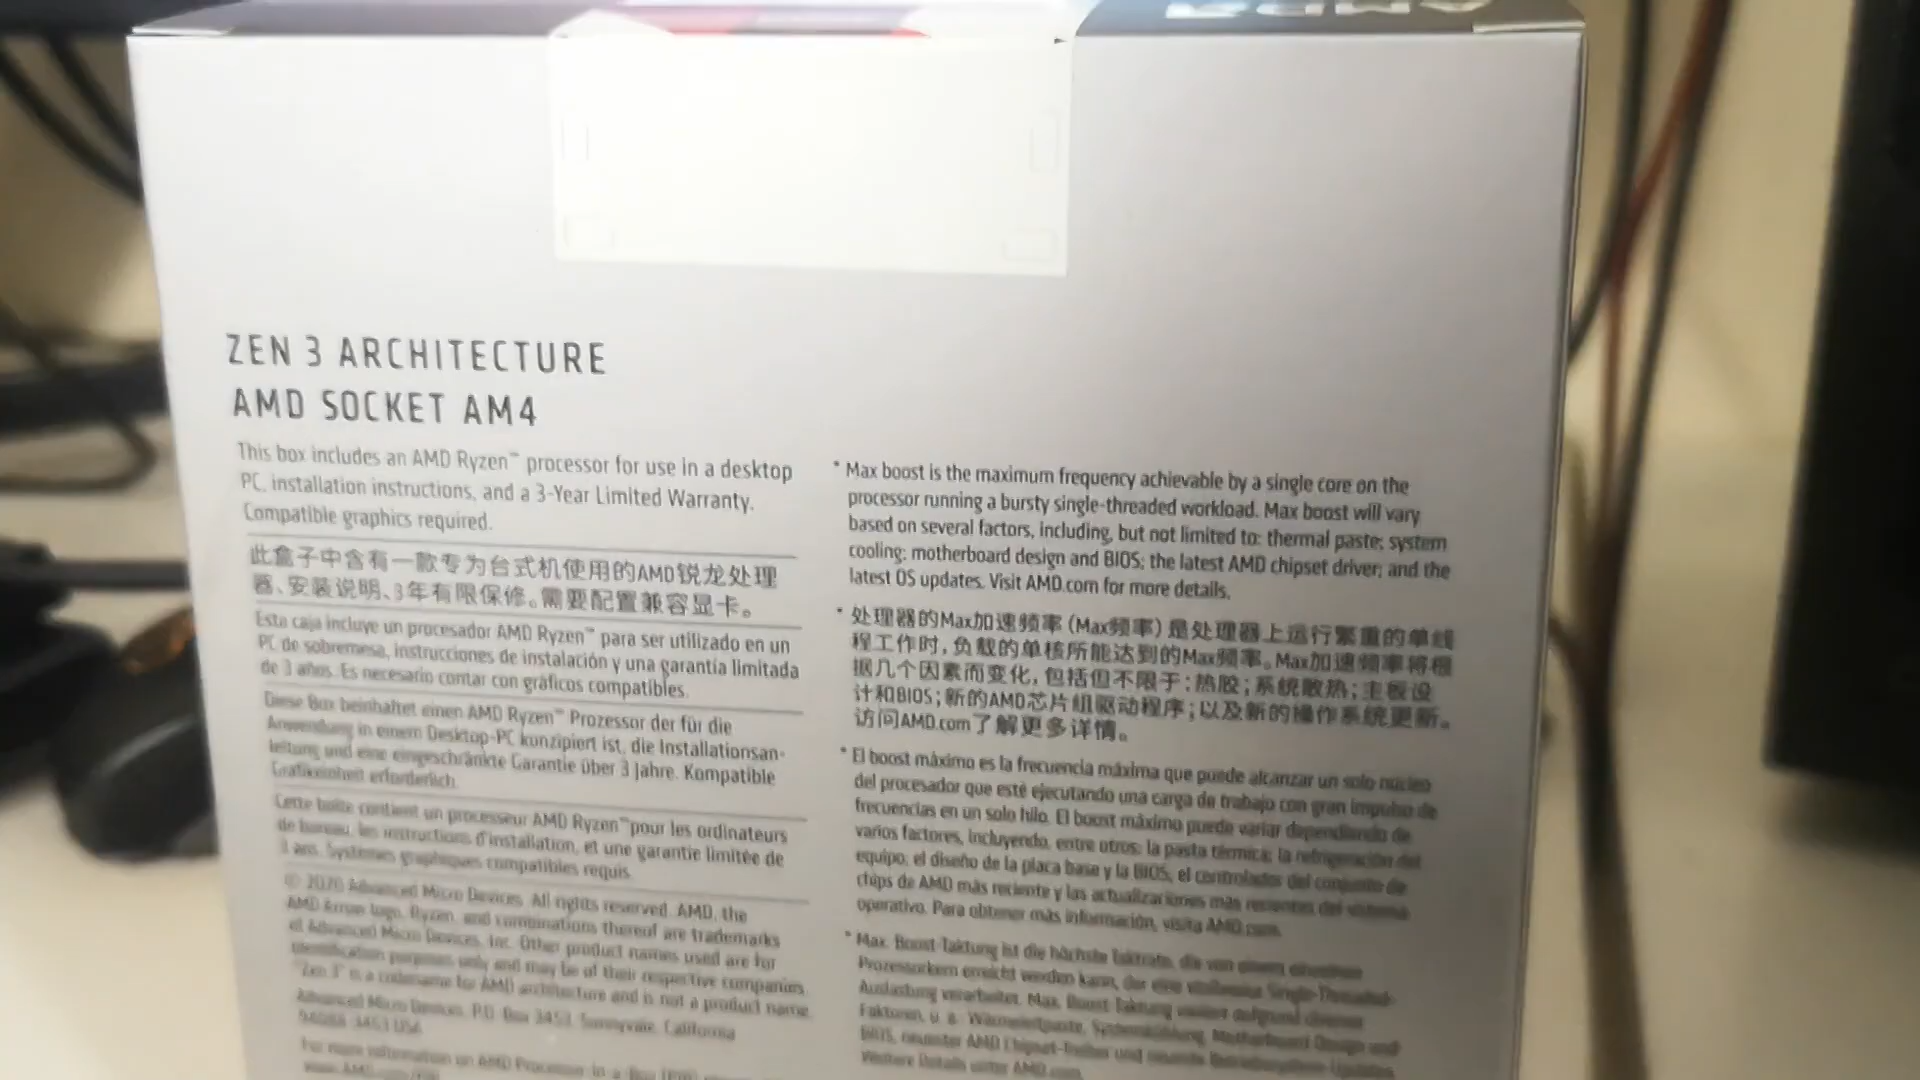 ZEN 3 ARCHITECTURE
AMD SOCKET AM4
This box includes an AMD Ryzen™ processor for use in a desktop
PC, installation instructions, and a 3-Year Limited Warranty.
Compatible graphics required.
此盒子中含有一款专为台式机使用的AMD锐龙处理
器、安装说明、3年有限保修。需要配置兼容显卡。
Esta caja incluye un procesador AMD Ryzen™ para ser utilizado en un
PC de sobremesa, instrucciones de instalación y una garantía limitada
de 3 años. Es necesario contar con gráficos compatibles.
Diese Box beinhaltet einen AMD Ryzen™ Prozessor der für die
Anwendung in einem Desktop-PC konzipiert ist, die Installationsan-
leitung und eine eingeschränkte Garantie über 3 Jahre. Kompatible
Grafikeinheit erforderlich.
Cette boîte contient un processeur AMD Ryzen™pour les ordinateurs
de bureau, les instructions d'installation, et une garantie limitée de
3 ans. Systèmes graphiques compatibles requis.
© 2020 Advanced Micro Devices. All rights reserved. AMD, the
AMD Arrow logo, Ryzen, and combinations thereof are trademarks
of Advanced Micro Devices, Inc. Other product names used are for
identification purposes only and may be of their respective companies.
"Zen 3" is a codename for AMD architecture and is not a product name.
Advanced Micro Devices, P.O. Box 3453, Sunnyvale, California
94088-3453 USA
For more information on AMD Processor in a Box (PIB)
* Max boost is the maximum frequency achievable by a single core on the
processor running a bursty single-threaded workload. Max boost will vary
based on several factors, including, but not limited to: thermal paste; system
cooling; motherboard design and BIOS; the latest AMD chipset driver; and the
latest OS updates. Visit AMD.com for more details.
* 处理器的Max加速频率（Max频率）是处理器上运行繁重的单线
程工作时，负载的单核所能达到的Max频率。Max加速频率将根
据几个因素而变化，包括但不限于：热胶；系统散热；主板设
计和BIOS；新的AMD芯片组驱动程序；以及新的操作系统更新。
访问AMD.com了解更多详情。
* El boost máximo es la frecuencia máxima que puede alcanzar un solo núcleo
del procesador que esté ejecutando una carga de trabajo con gran impulso de
frecuencias en un solo hilo. El boost máximo puede variar dependiendo de
varios factores, incluyendo, entre otros: la pasta térmica; la refrigeración del
equipo; el diseño de la placa base y la BIOS; el controlador del conjunto de
chips de AMD más reciente y las actualizaciones más recientes del sistema
operativo. Para obtener más información, visita AMD.com.
* Max. Boost-Taktung ist die höchste Taktrate, die von einem einzelnen
Prozessorkern erreicht werden kann, der eine Single-Threaded-
Auslastung verarbeitet. Max. Boost-Taktung variiert aufgrund diverser
Faktoren, u. a. Wärmeleitpaste, Systemkühlung, Motherboard-Design und
BIOS, neuester AMD Chipset-Treiber und neueste Betriebssystem-Updates.
Weitere Details unter AMD.com.